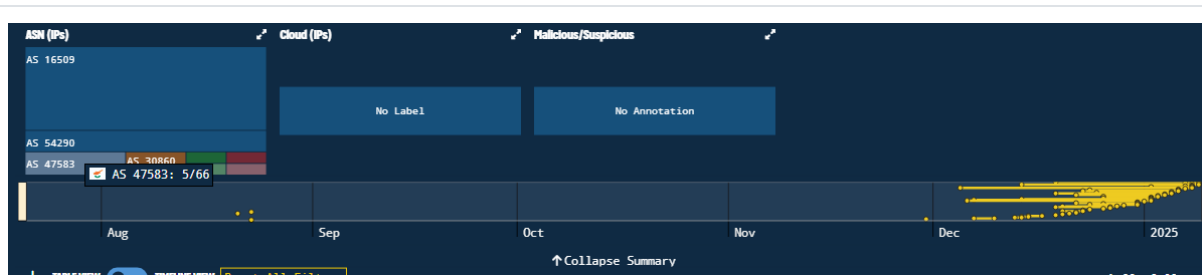 ASN (IPs) Cloud (IPs) Malicious/Suspicious
AS 16509
No Label No Annotation
AS 54290
AS 47583 AS 30860
AS 47583: 5/66
Aug Sep Oct Nov Dec 2025
↑Collapse Summary